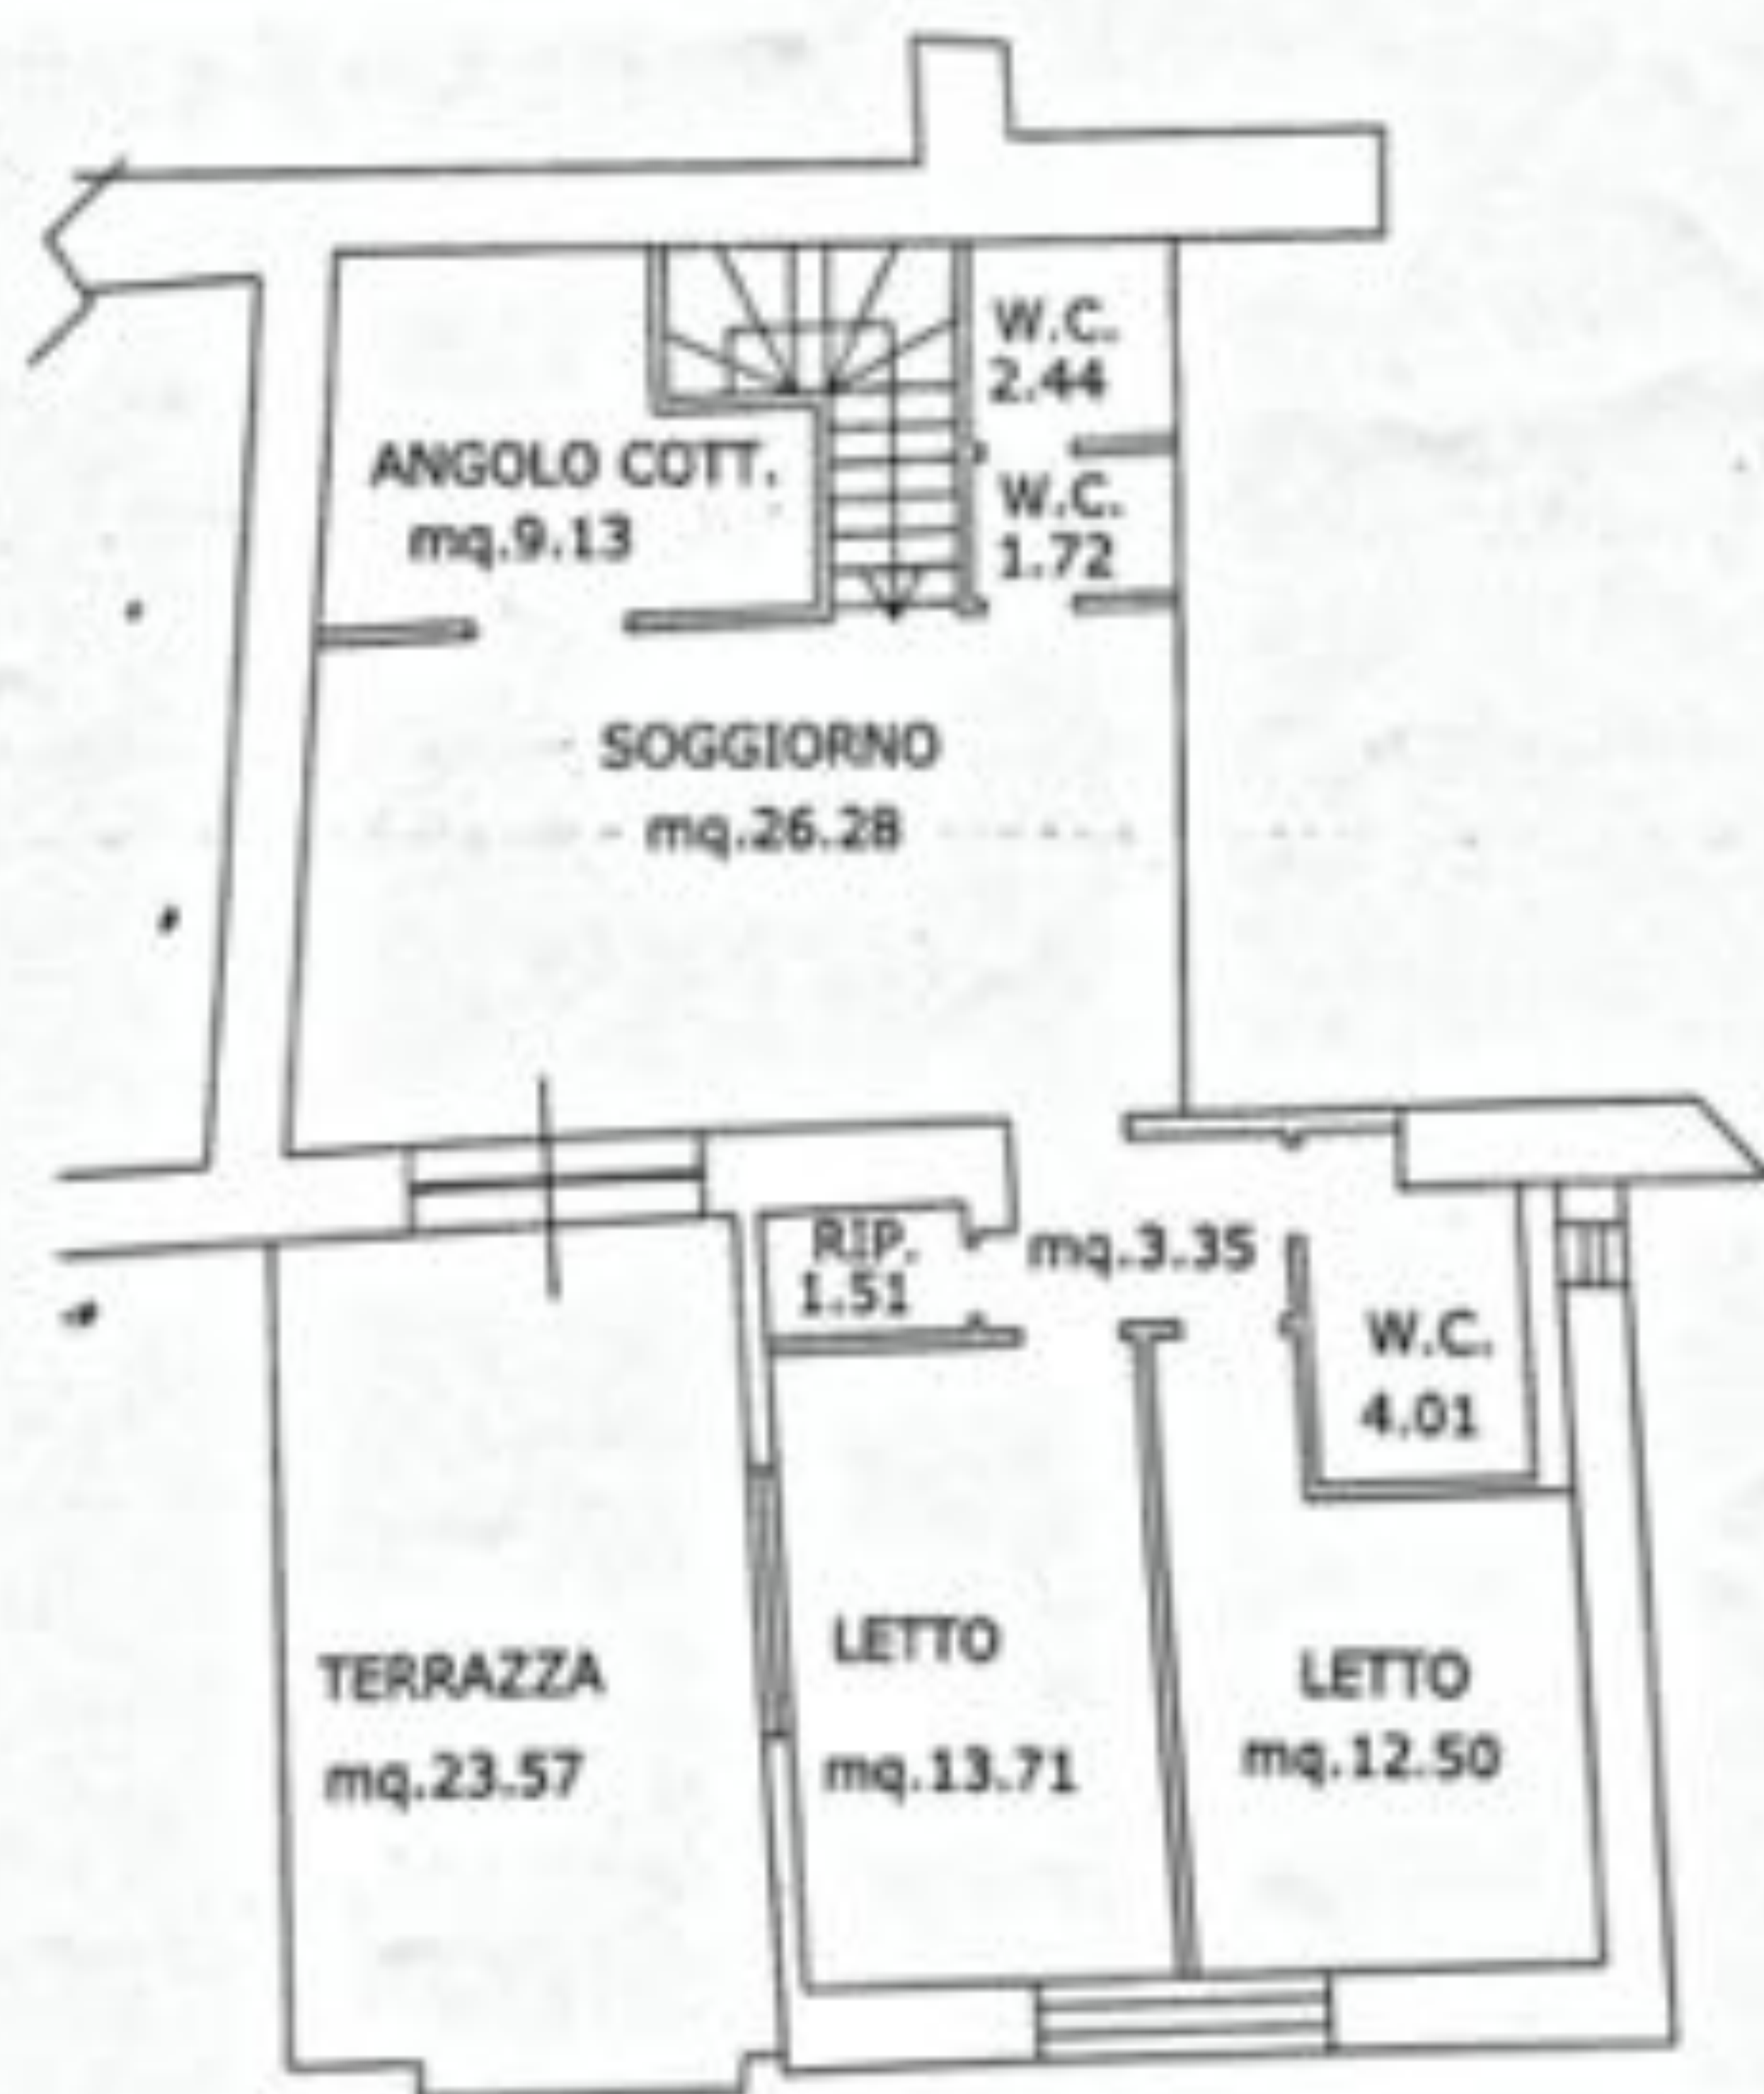 W.C.
2.44
ANGOLO COTT.
mq.9.13
W.C.
1.72
SOGGIORNO
mq.26.28
RIP.
1.51
mq.3.35
W.C.
4.01
LETTO
mq.13.71
LETTO
mq.12.50
TERRAZZA
mq.23.57